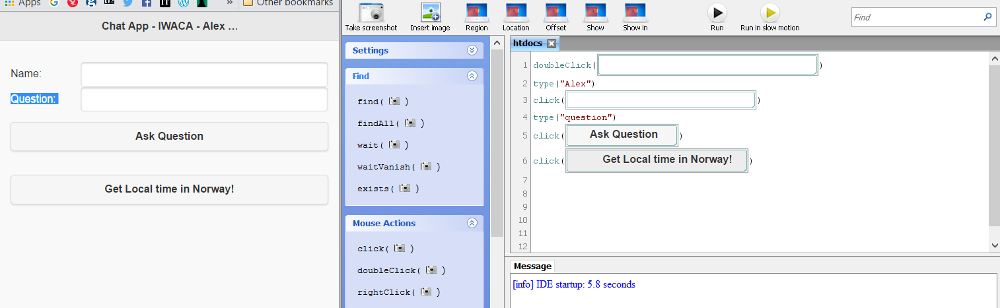 Apps
»
Other bookmarks
Chat App - IWACA - Alex ...
Name:
Question:
Ask Question
Get Local time in Norway!
Take screenshot
Insert image
Region
Location
Offset
Show
Show in
Run
Run in slow motion
Find
Settings
Find
find( )
findAll( )
wait( )
waitVanish( )
exists( )
Mouse Actions
click( )
doubleClick( )
rightClick( )
htdocs
1 doubleClick( )
2 type("Alex")
3 click( )
4 type("question")
5 click( Ask Question )
6 click( Get Local time in Norway! )
7
8
9
10
11
12
Message
[info] IDE startup: 5.8 seconds